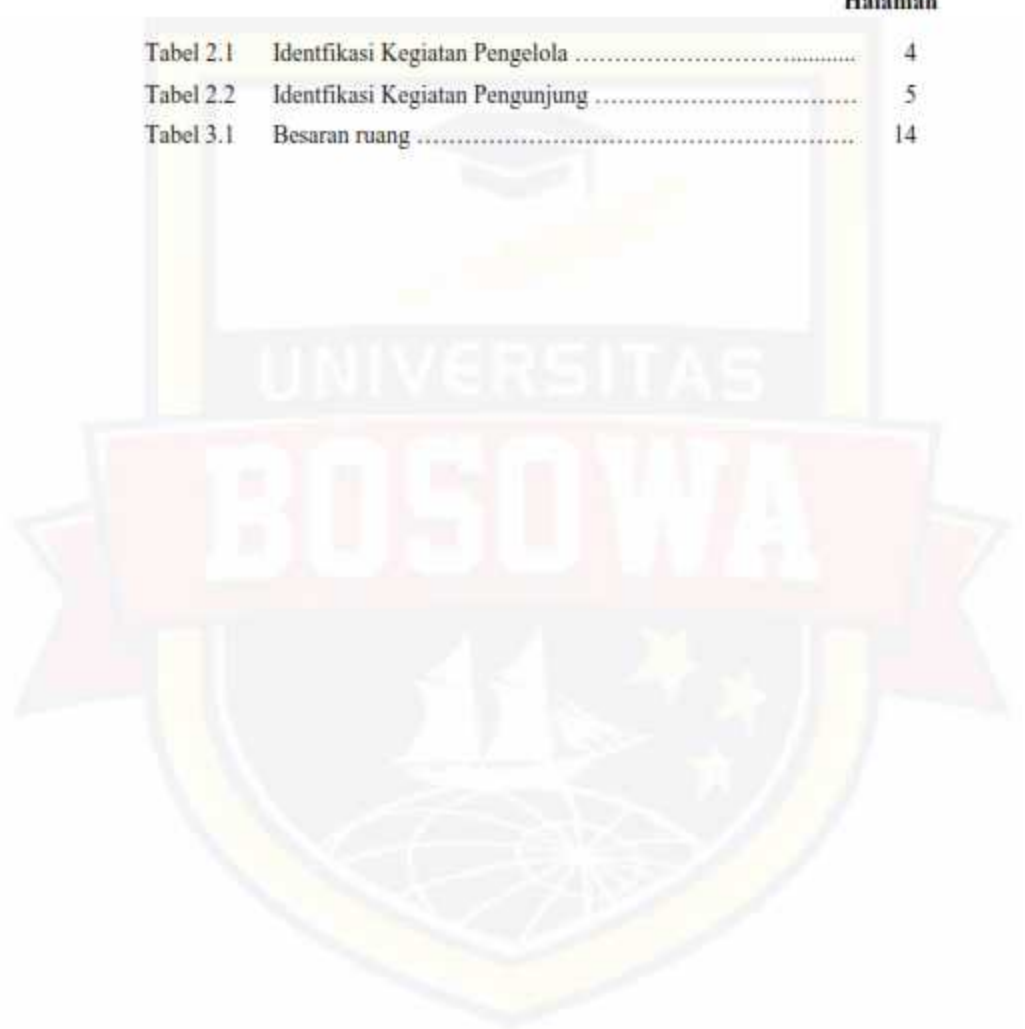 Halaman
Tabel 2.1 Identfikasi Kegiatan Pengelola ........................................ 4
Tabel 2.2 Identfikasi Kegiatan Pengunjung ..................................... 5
Tabel 3.1 Besaran ruang .............................................................. 14
UNIVERSITAS
BOSOWA